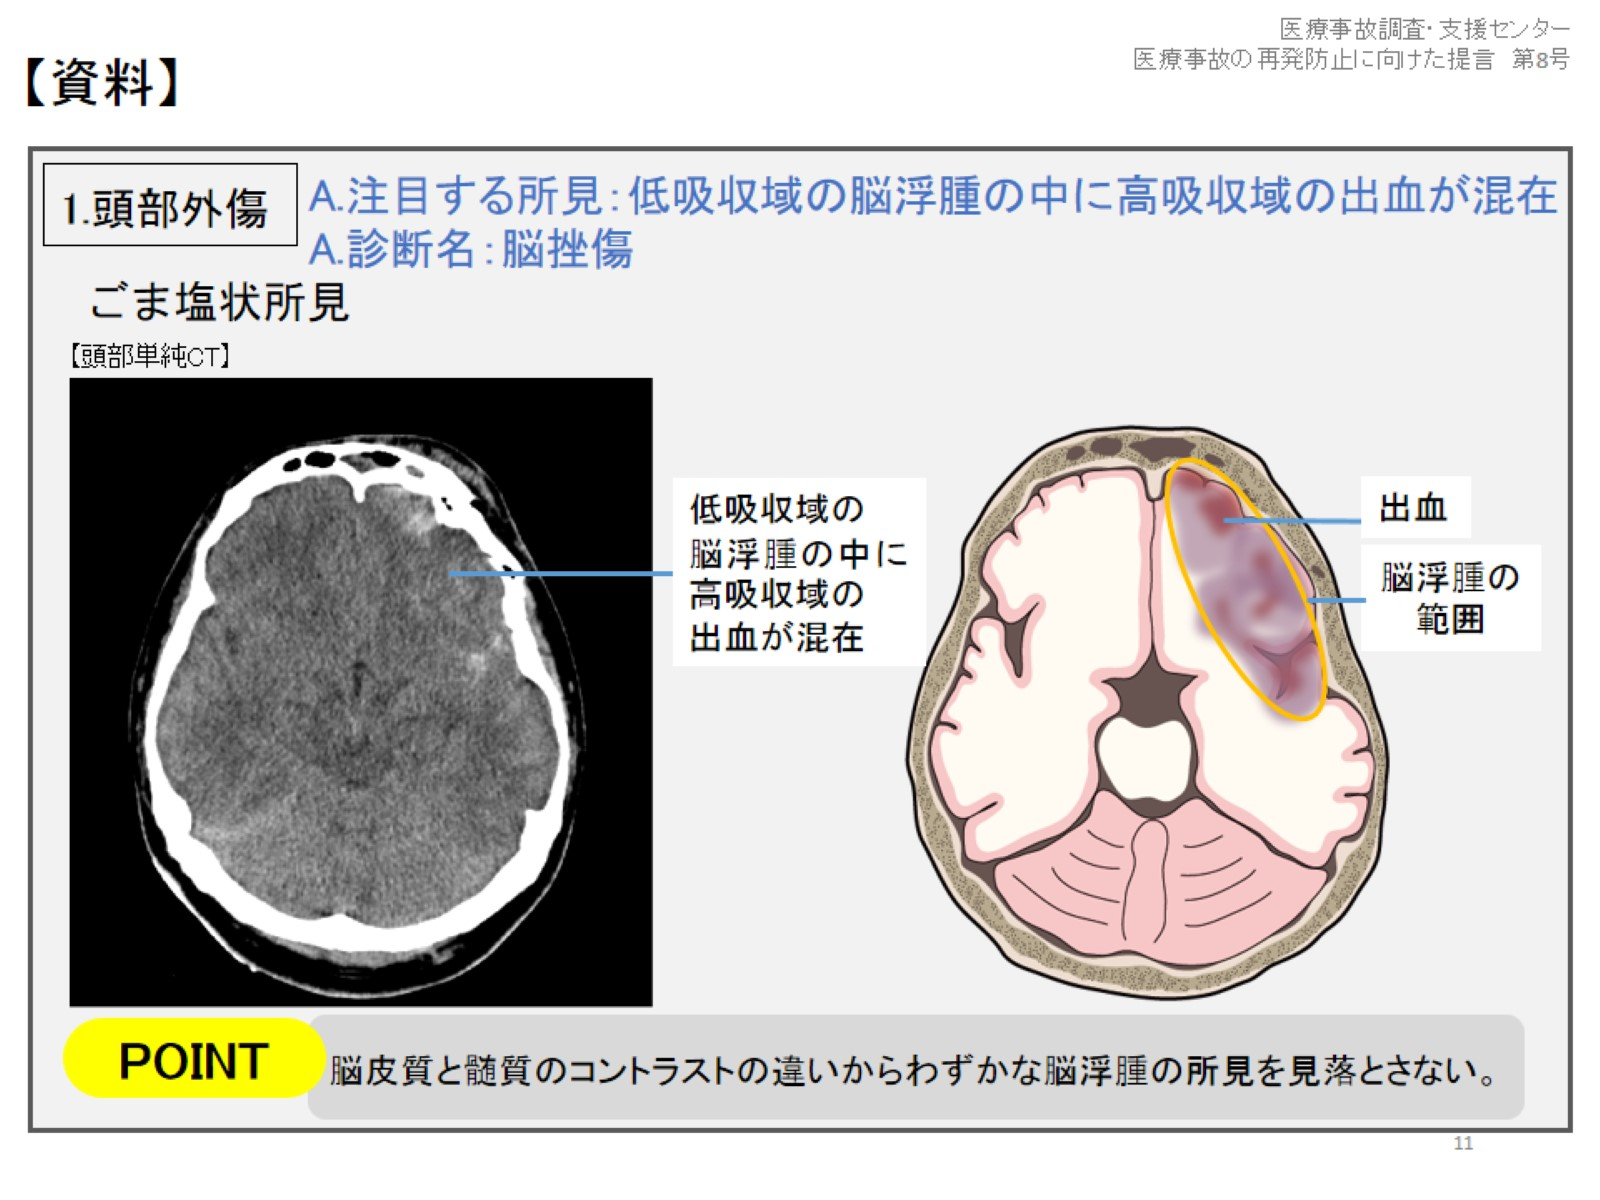 医療事故調査・支援センター
医療事故の再発防止に向けた提言　第8号
【資料】
1.頭部外傷
A.注目する所見：低吸収域の脳浮腫の中に高吸収域の出血が混在
A.診断名：脳挫傷
ごま塩状所見
【頭部単純CT】
低吸収域の
脳浮腫の中に
高吸収域の
出血が混在
出血
脳浮腫の
範囲
POINT
脳皮質と髄質のコントラストの違いからわずかな脳浮腫の所見を見落とさない。
11